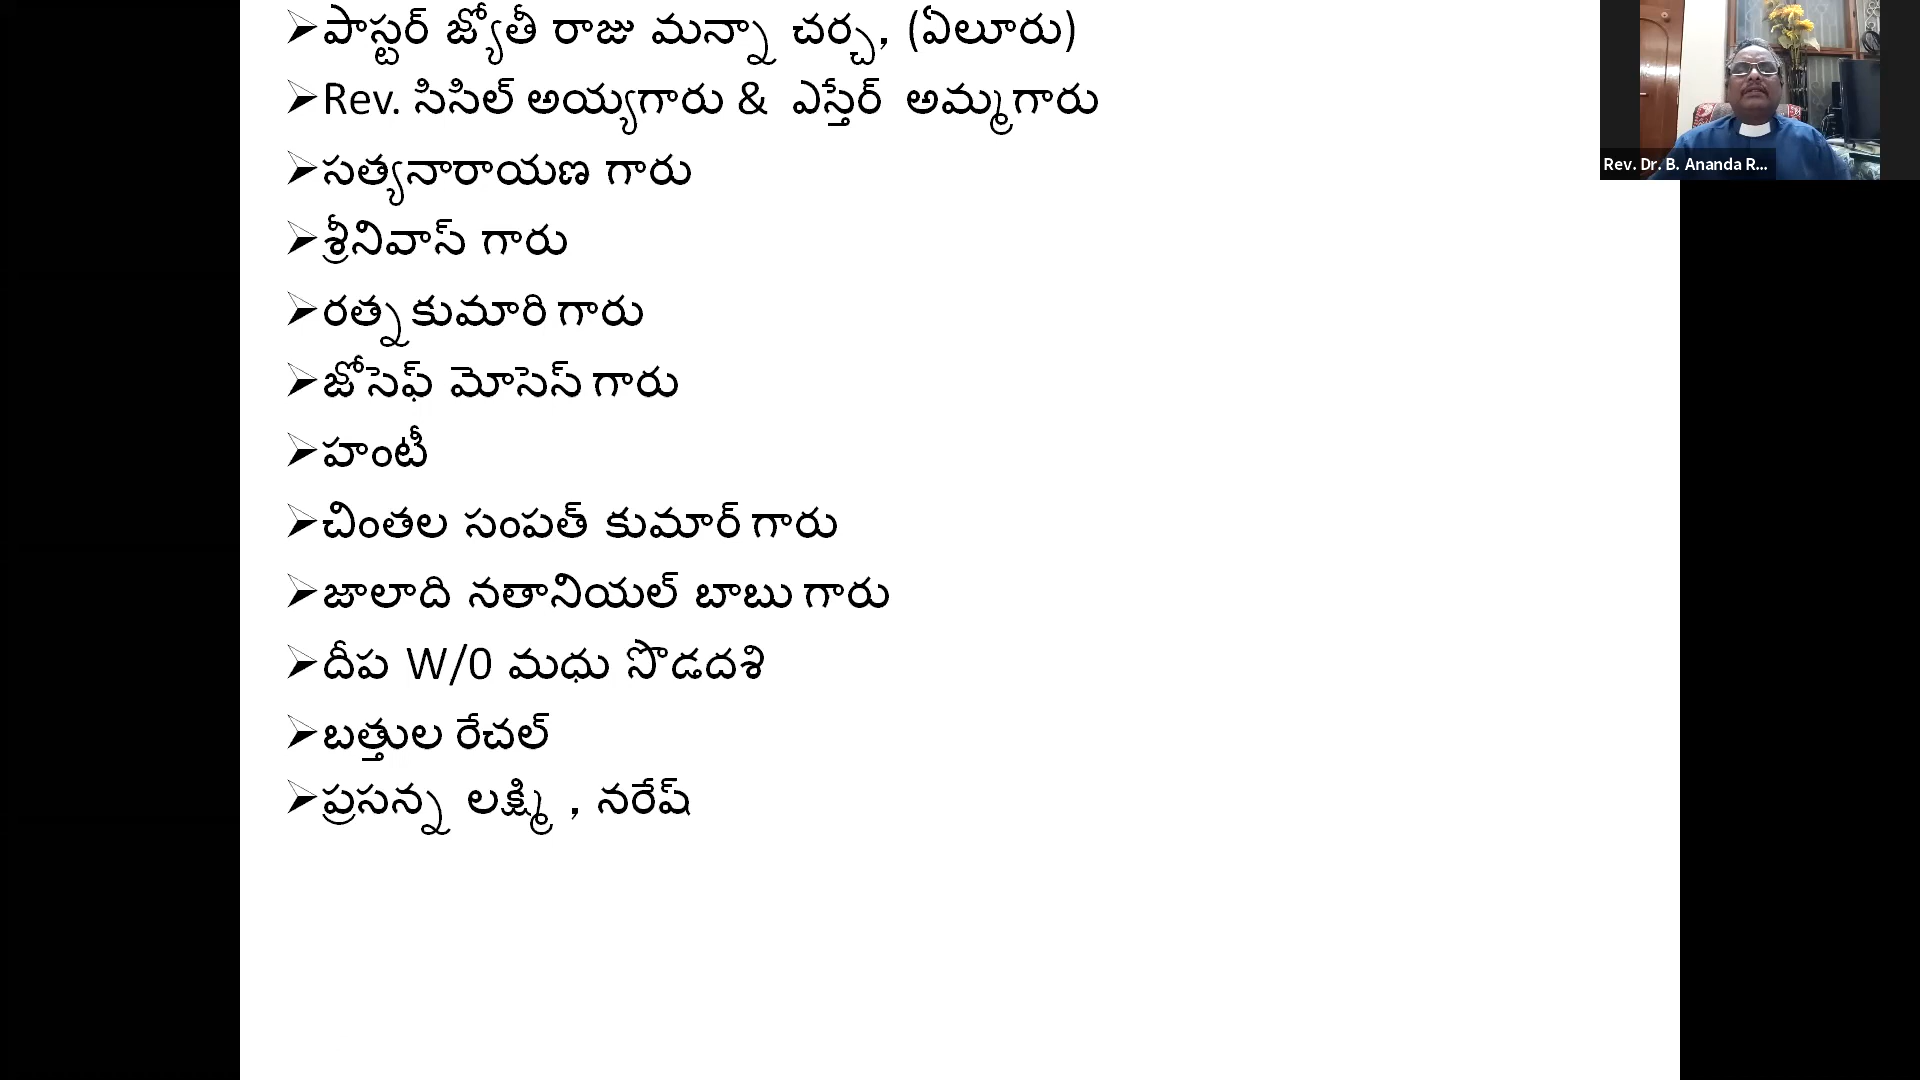 ➢పాస్టర్ జ్యోతీ రాజు మన్నా చర్చ, (ఏలూరు)
➢Rev. సిసిల్ అయ్యగారు & ఎస్తేర్ అమ్మగారు
➢సత్యనారాయణ గారు
➢శ్రీనివాస్ గారు
➢రత్నకుమారి గారు
➢జోసెఫ్ మోసెస్ గారు
➢హంటీ
➢చింతల సంపత్ కుమార్ గారు
➢జాలాది నతానియల్ బాబు గారు
➢దీప W/0 మధు సొడదశి
➢బత్తుల రేచల్
➢ప్రసన్న లక్ష్మి , నరేష్
Rev. Dr. B. Ananda R...